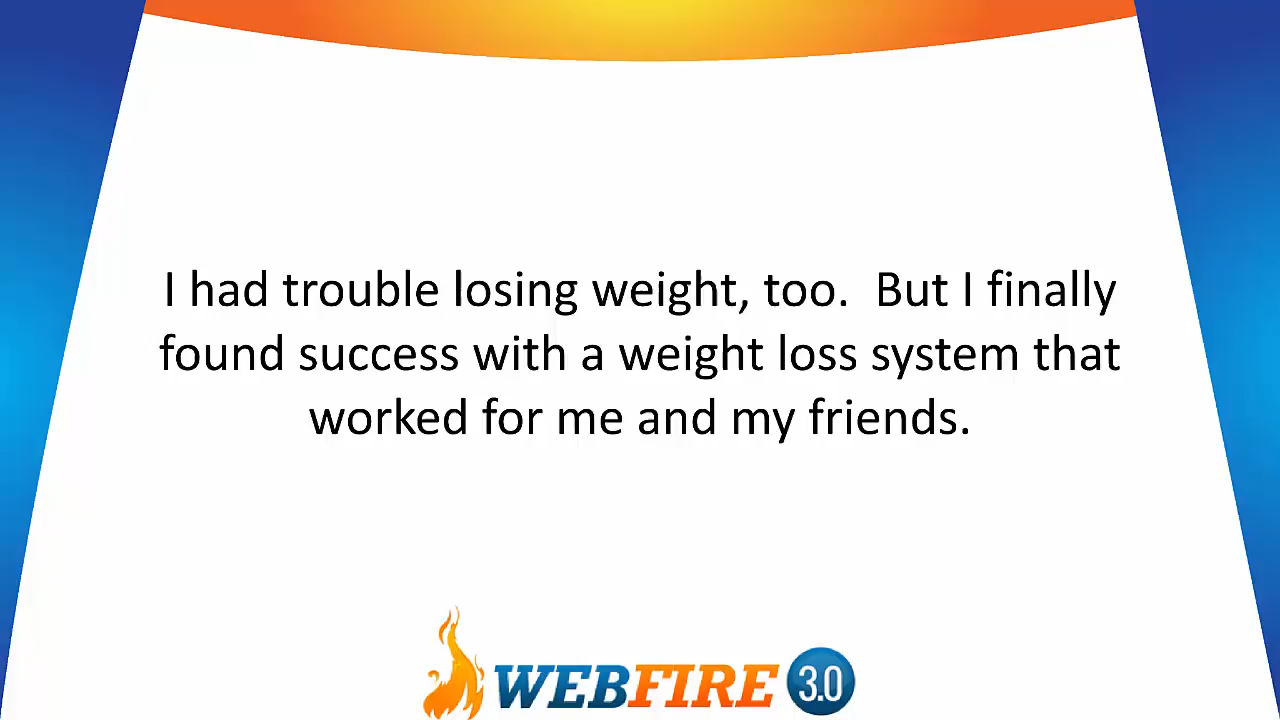 I had trouble losing weight, too.  But I finally
found success with a weight loss system that
worked for me and my friends.
WEBFIRE 3.0